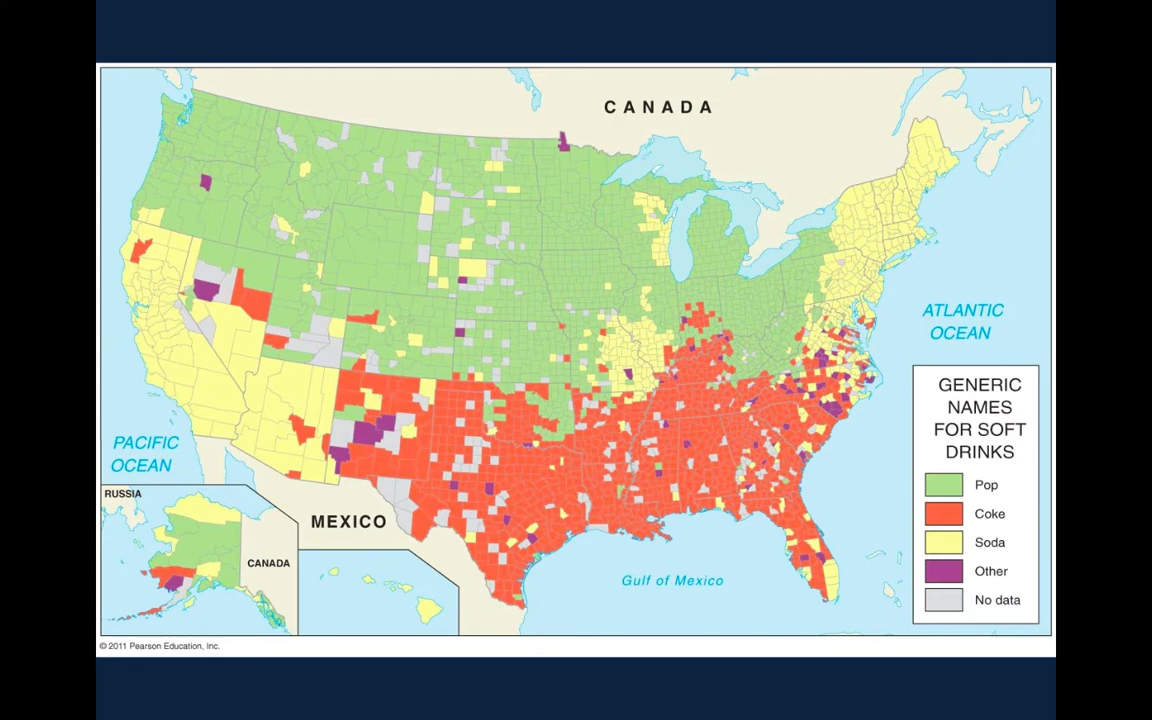 CANADA
ATLANTIC
OCEAN
GENERIC
NAMES
FOR SOFT
DRINKS
PACIFIC
OCEAN
Pop
RUSSIA
Coke
MEXICO
Soda
CANADA
Other
Gulf of Mexico
No data
© 2011 Pearson Education, Inc.